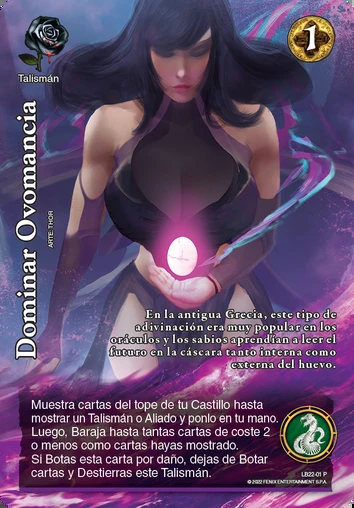 1
Talismán
Dominar Ovomancia
ARTE: THOR
En la antigua Grecia, este tipo de
adivinación era muy popular en los
oráculos y los sabios aprendían a leer el
futuro en la cáscara tanto interna como
externa del huevo.
Muestra cartas del tope de tu Castillo hasta
mostrar un Talismán o Aliado y ponlo en tu mano.
Luego, Baraja hasta tantas cartas de coste 2
o menos como cartas hayas mostrado.
Si Botas esta carta por daño, dejas de Botar
cartas y Destierras este Talismán.
LB22-01 P
© 2022 FENIX ENTERTAINMENT S.P.A.